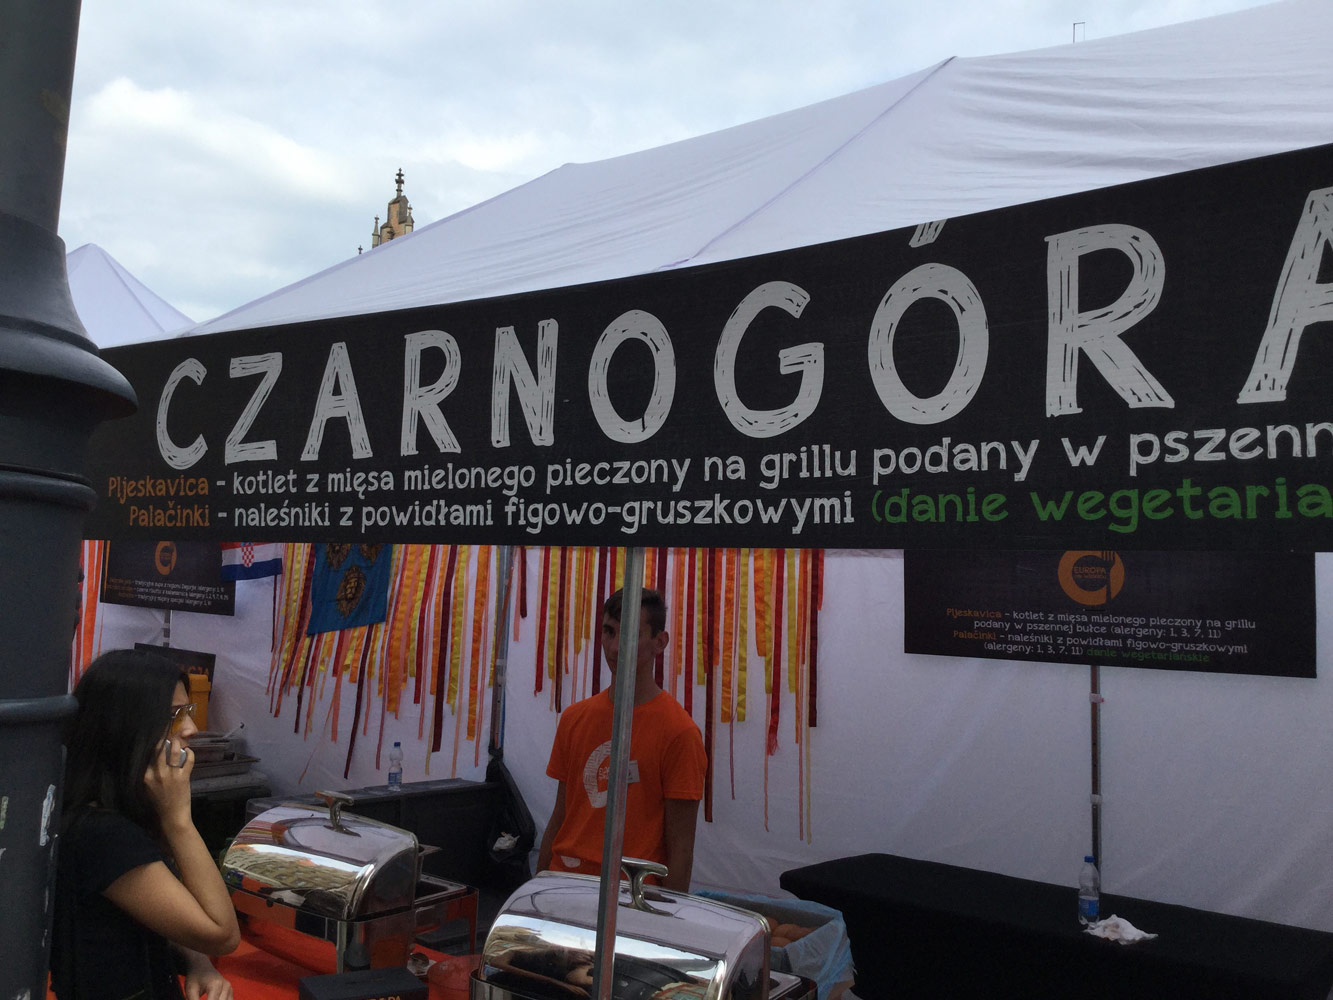 CZARNOGÓRA
Pljeskavica - kotlet z mięsa mielonego pieczony na grillu podany w pszenn
Palačinki - naleśniki z powidłami figowo-gruszkowymi (danie wegetaria
EUROPA
Pljeskavica - kotlet z mięsa mielonego pieczony na grillu
podany w pszennej bułce (alergeny: 1, 3, 7, 11)
Palačinki - naleśniki z powidłami figowo-gruszkowymi
(alergeny: 1, 3, 7, 11) danie wegetariańskie